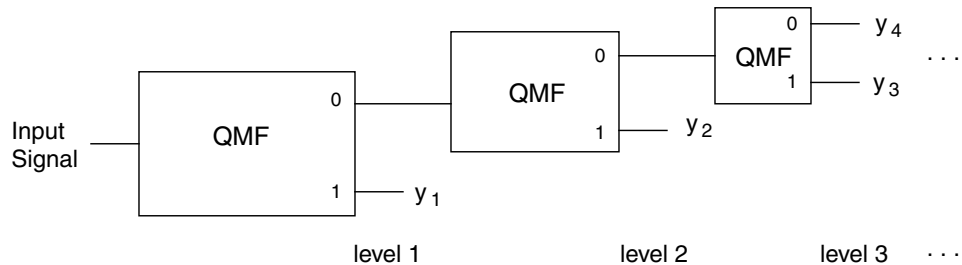 Input
Signal
QMF
0
1
y1
QMF
0
1
y2
QMF
0
1
y4
y3
. . .
level 1
level 2
level 3
. . .